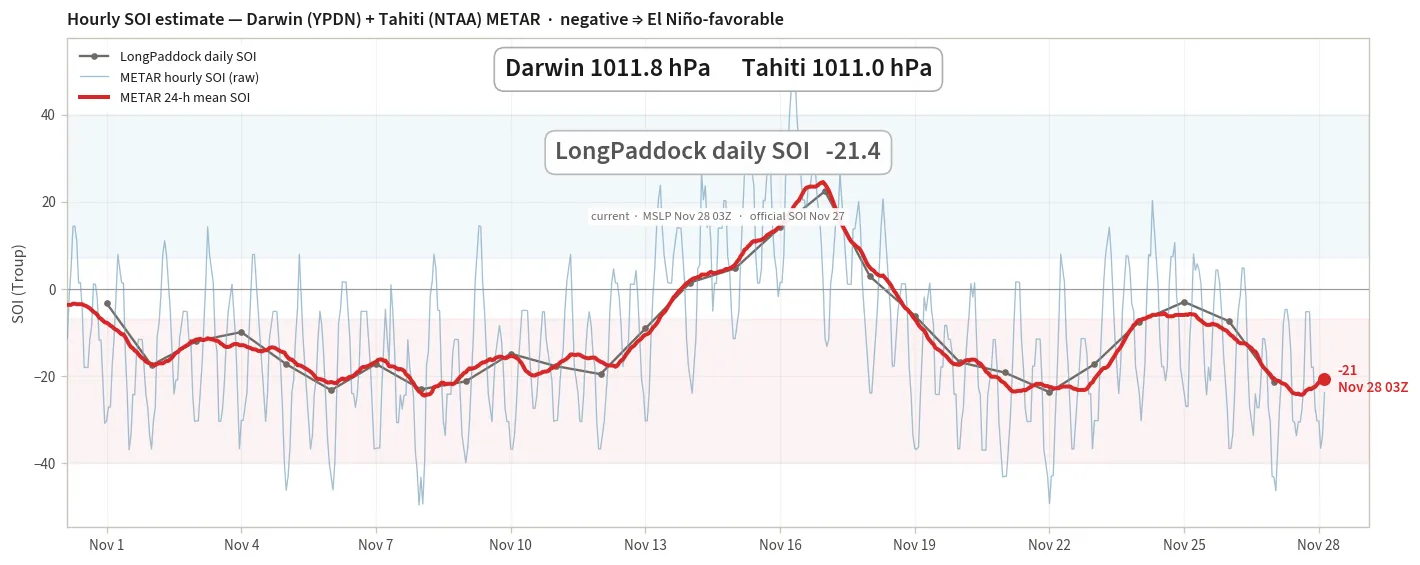 Hourly SOI estimate — Darwin (YPDN) + Tahiti (NTAA) METAR · negative ⇒ El Niño-favorable
LongPaddock daily SOI
METAR hourly SOI (raw)
METAR 24-h mean SOI
Darwin 1011.8 hPa Tahiti 1011.0 hPa
LongPaddock daily SOI -21.4
current · MSLP Nov 28 03Z · official SOI Nov 27
SOI (Troup)
40
20
0
−20
−40
-21
Nov 28 03Z
Nov 1
Nov 4
Nov 7
Nov 10
Nov 13
Nov 16
Nov 19
Nov 22
Nov 25
Nov 28